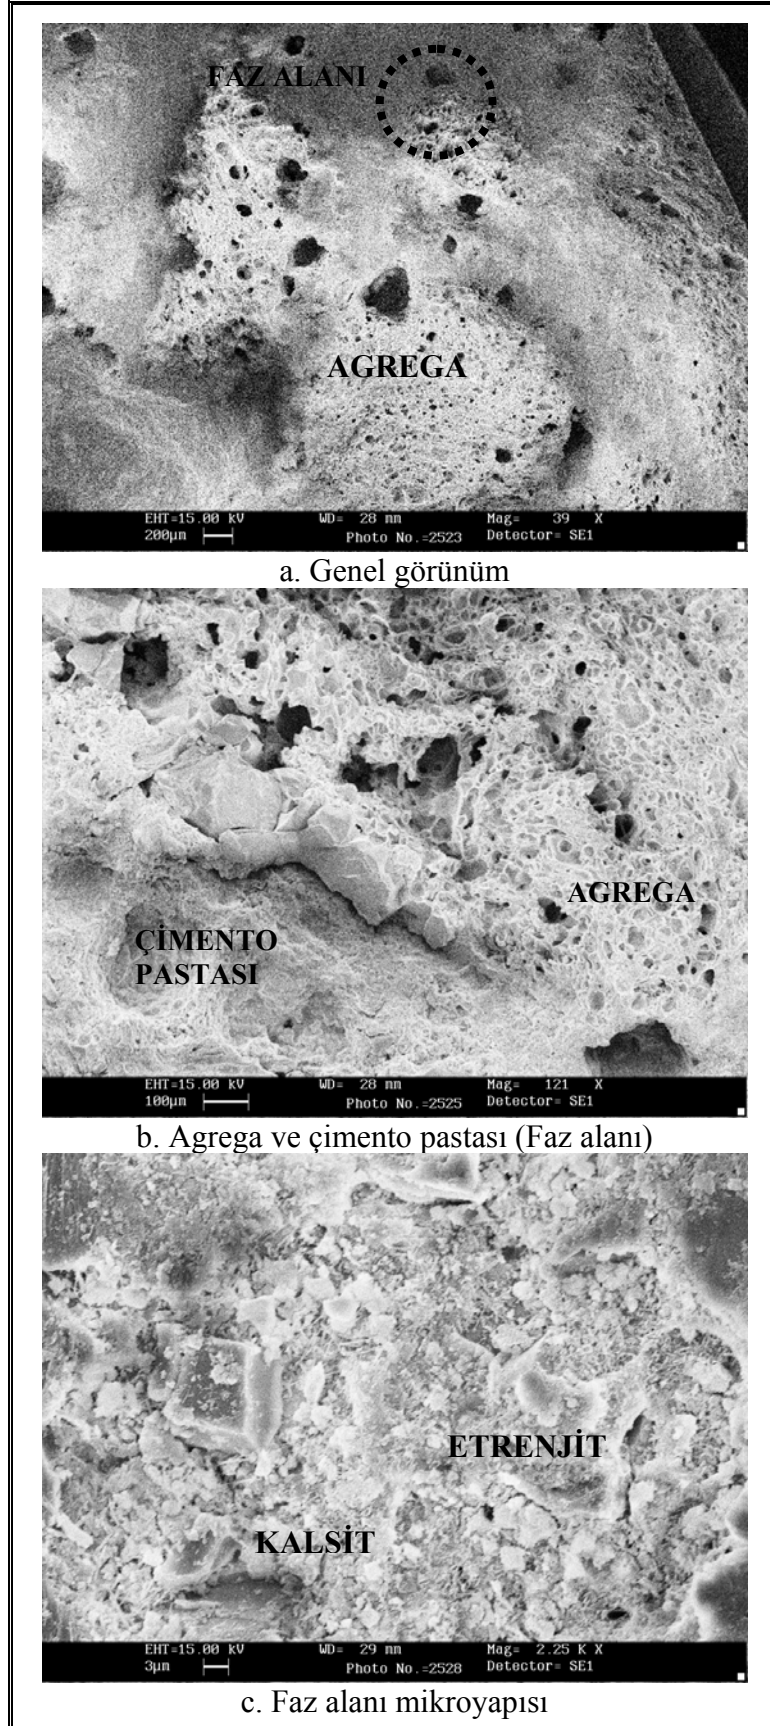 FAZ ALANI
AGREGA
EHT=15.00 kV WD= 28 mm Mag= 39 X
200µm Photo No.=2523 Detector= SE1
a. Genel görünüm
AGREGA
ÇİMENTO
PASTASI
EHT=15.00 kV WD= 28 mm Mag= 121 X
100µm Photo No.=2525 Detector= SE1
b. Agrega ve çimento pastası (Faz alanı)
ETRENJİT
KALSİT
EHT=15.00 kV WD= 29 mm Mag= 2.25 K X
3µm Photo No.=2528 Detector= SE1
c. Faz alanı mikroyapısı